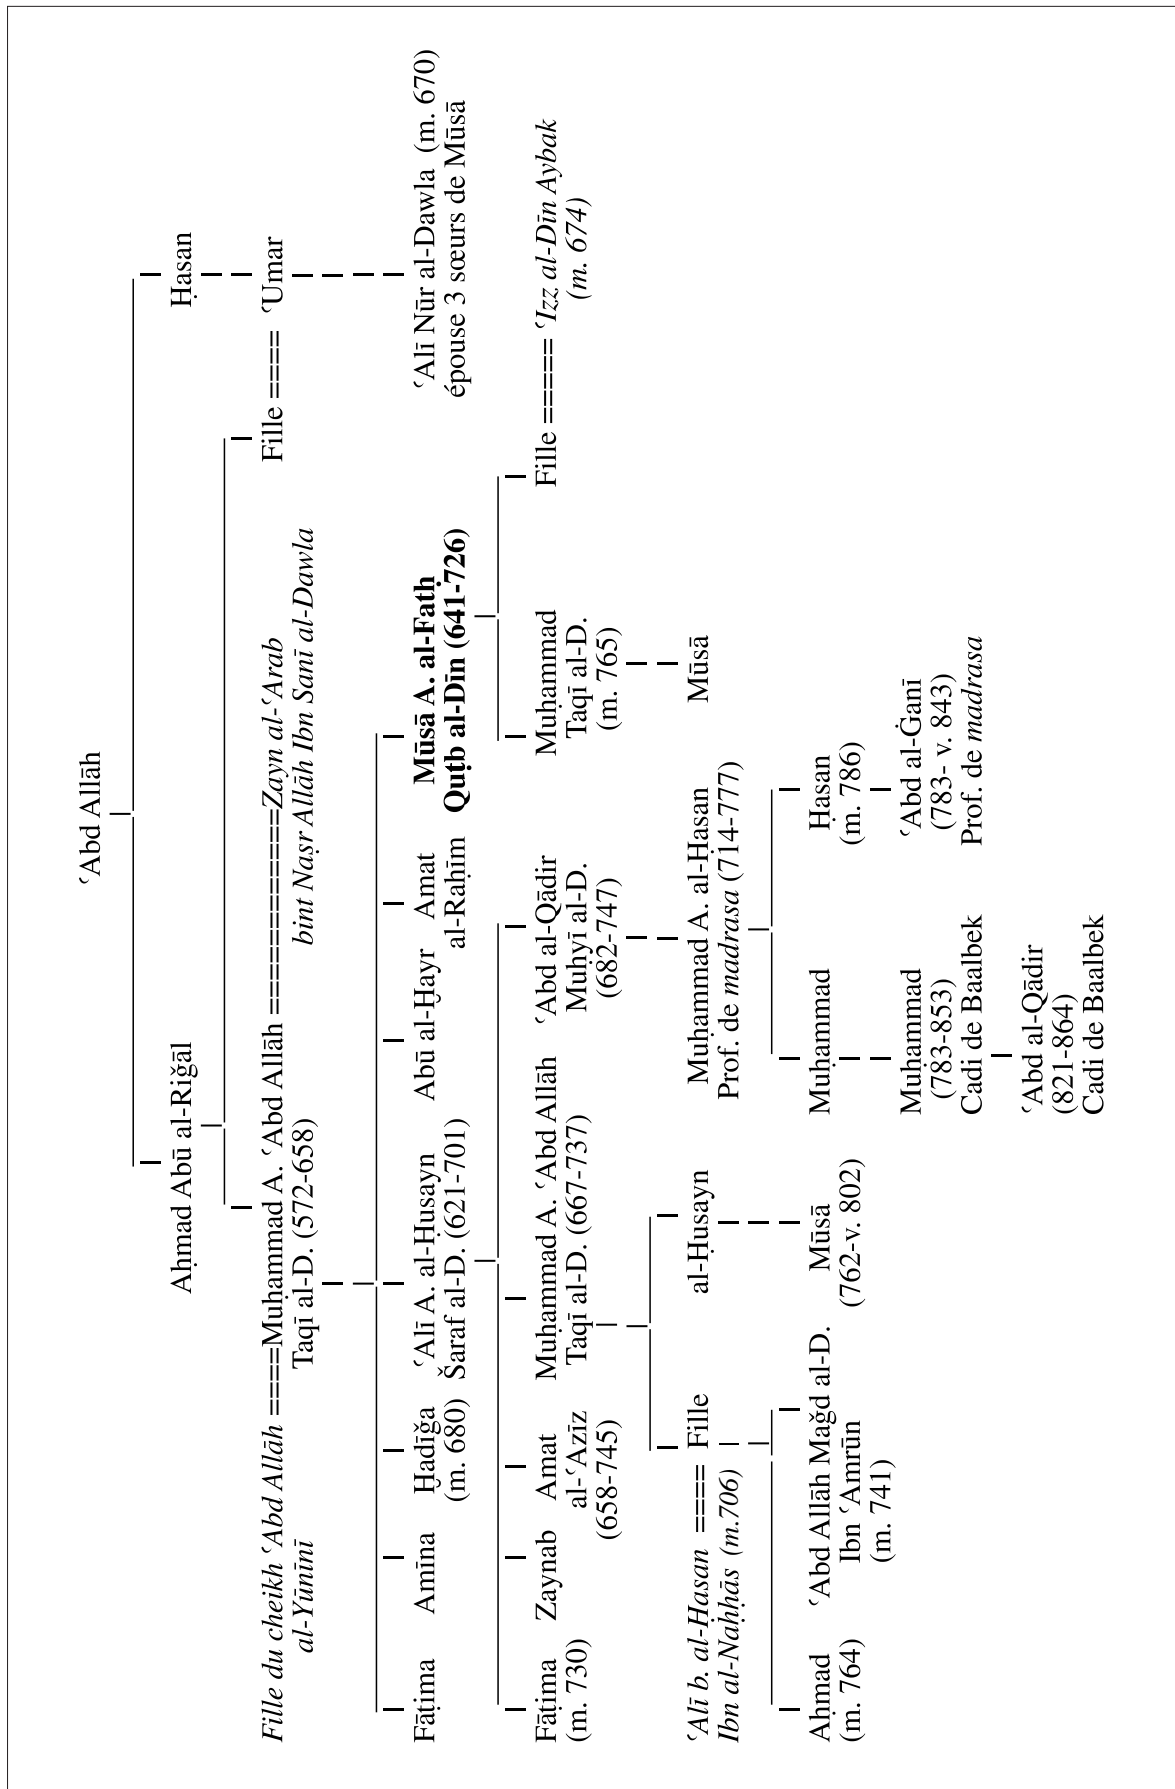 ʿAbd Allāh
Aḥmad Abū al-Riǧāl
Ḥasan
Fille du cheikh ʿAbd Allāh ====Muḥammad A. ʿAbd Allāh =============Zayn al-ʿArab
al-Yūnīnī
Taqī al-D. (572-658)
bint Naṣr Allāh Ibn Sanī al-Dawla
Fille ==== ʿUmar
Fāṭima
Amīna
Ḫadīǧa
(m. 680)
ʿAlī A. al-Ḥusayn
Šaraf al-D. (621-701)
Abū al-Ḫayr
Amat
al-Raḥīm
Mūsā A. al-Fatḥ
Quṭb al-Dīn (641-726)
ʿAlī Nūr al-Dawla (m. 670)
épouse 3 sœurs de Mūsā
Fāṭima
(m. 730)
Zaynab
Amat
al-ʿAzīz
(658-745)
Muḥammad A. ʿAbd Allāh
Taqī al-D. (667-737)
ʿAbd al-Qādir
Muḥyī al-D.
(682-747)
Muḥammad
Taqī al-D.
(m. 765)
Fille ===== ʿIzz al-Dīn Aybak
(m. 674)
ʿAlī b. al-Ḥasan ==== Fille
Ibn al-Naḥḥās (m.706)
al-Ḥusayn
Muḥammad A. al-Ḥasan
Prof. de madrasa (714-777)
Mūsā
Aḥmad
(m. 764)
ʿAbd Allāh Maǧd al-D.
Ibn ʿAmrūn
(m. 741)
Mūsā
(762-v. 802)
Muḥammad
Ḥasan
(m. 786)
Muḥammad
(783-853)
Cadi de Baalbek
ʿAbd al-Ġanī
(783- v. 843)
Prof. de madrasa
ʿAbd al-Qādir
(821-864)
Cadi de Baalbek